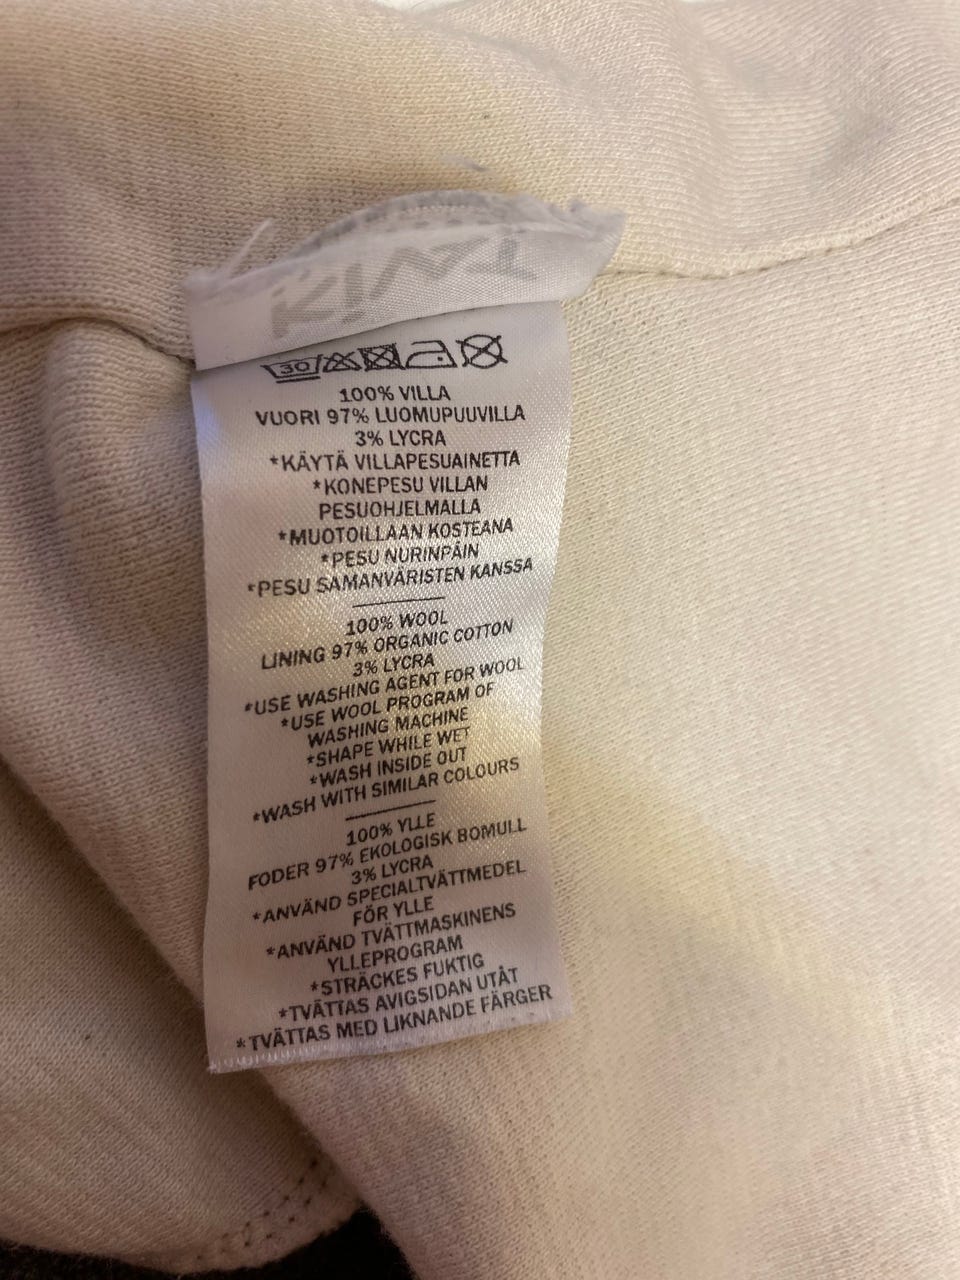 30
100% VILLA
VUORI 97% LUOMUPUUVILLA
3% LYCRA
*KÄYTÄ VILLAPESUAINETTA
*KONEPESU VILLAN
PESUOHJELMALLA
*MUOTOILLAAN KOSTEANA
*PESU NURINPÄIN
*PESU SAMANVÄRISTEN KANSSA
100% WOOL
LINING 97% ORGANIC COTTON
3% LYCRA
*USE WASHING AGENT FOR WOOL
*USE WOOL PROGRAM OF
WASHING MACHINE
*SHAPE WHILE WET
*WASH INSIDE OUT
*WASH WITH SIMILAR COLOURS
100% YLLE
FODER 97% EKOLOGISK BOMULL
3% LYCRA
*ANVÄND SPECIALTVÄTTMEDEL
FÖR YLLE
*ANVÄND TVÄTTMASKINENS
YLLEPROGRAM
*STRÄCKES FUKTIG
*TVÄTTAS AVIGSIDAN UTÅT
*TVÄTTAS MED LIKNANDE FÄRGER